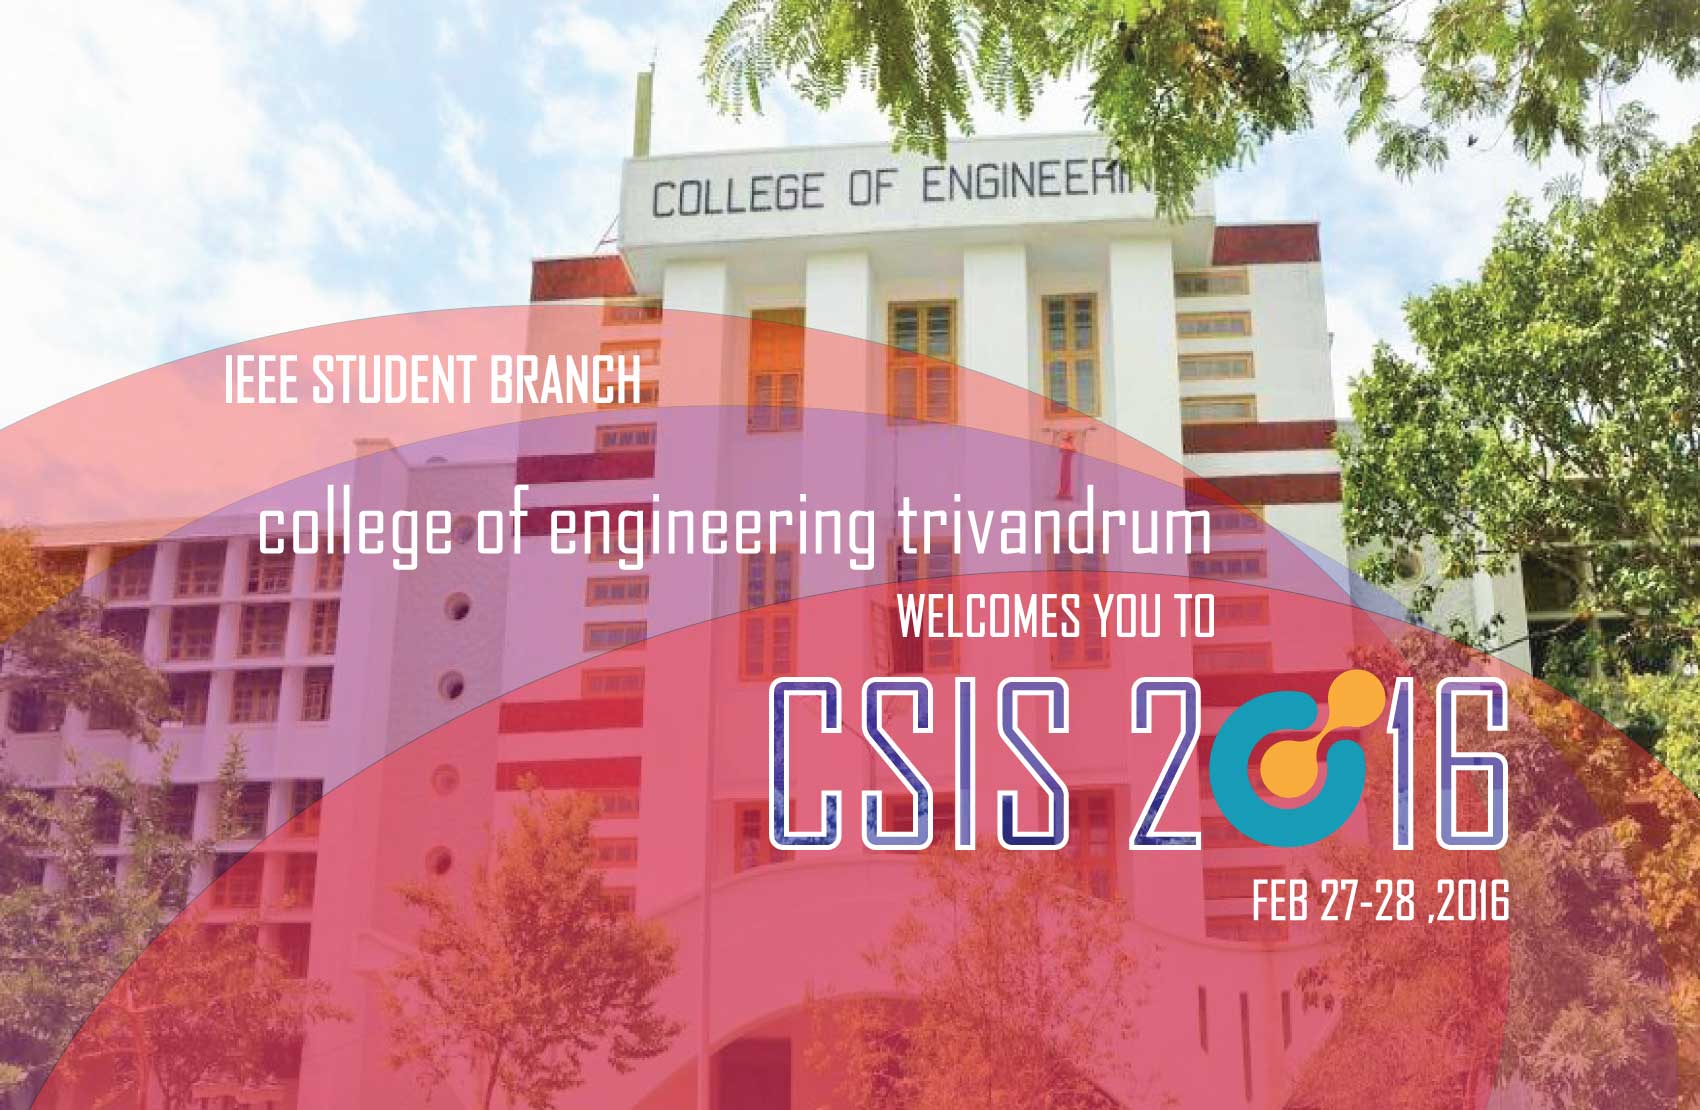 COLLEGE OF ENGINEERIN
IEEE STUDENT BRANCH
college of engineering trivandrum
WELCOMES YOU TO
CSIS 2016
FEB 27-28 ,2016